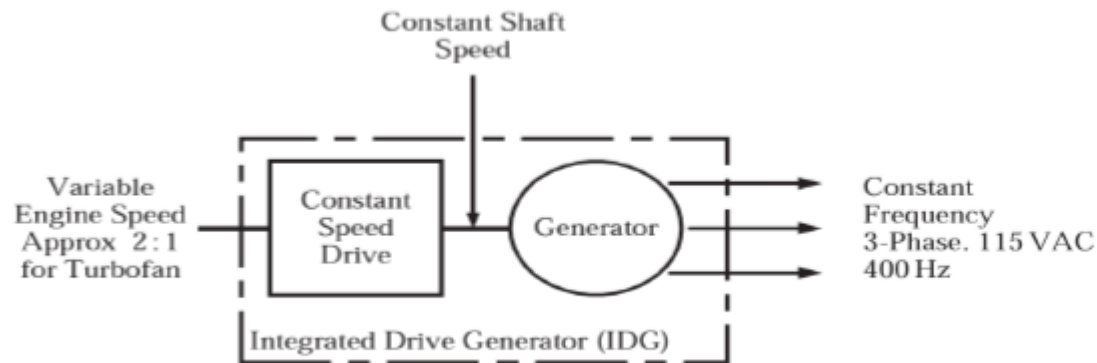 Constant Shaft
Speed
Variable
Engine Speed
Approx 2:1
for Turbofan
Constant
Speed
Drive
Generator
Constant
Frequency
3-Phase. 115 VAC
400 Hz
Integrated Drive Generator (IDG)